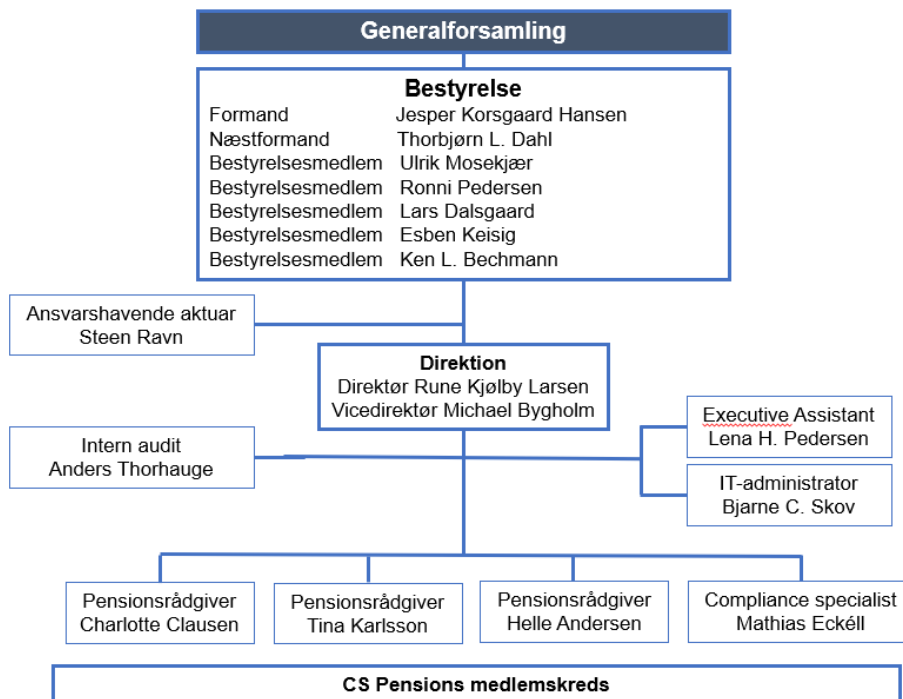 Generalforsamling
Bestyrelse
Formand Jesper Korsgaard Hansen
Næstformand Thorbjørn L. Dahl
Bestyrelsesmedlem Ulrik Mosekjær
Bestyrelsesmedlem Ronni Pedersen
Bestyrelsesmedlem Lars Dalsgaard
Bestyrelsesmedlem Esben Keisig
Bestyrelsesmedlem Ken L. Bechmann
Ansvarshavende aktuar
Steen Ravn
Direktion
Direktør Rune Kjølby Larsen
Vicedirektør Michael Bygholm
Executive Assistant
Lena H. Pedersen
Intern audit
Anders Thorhauge
IT-administrator
Bjarne C. Skov
Pensionsrådgiver
Charlotte Clausen
Pensionsrådgiver
Tina Karlsson
Pensionsrådgiver
Helle Andersen
Compliance specialist
Mathias Eckéll
CS Pensions medlemskreds